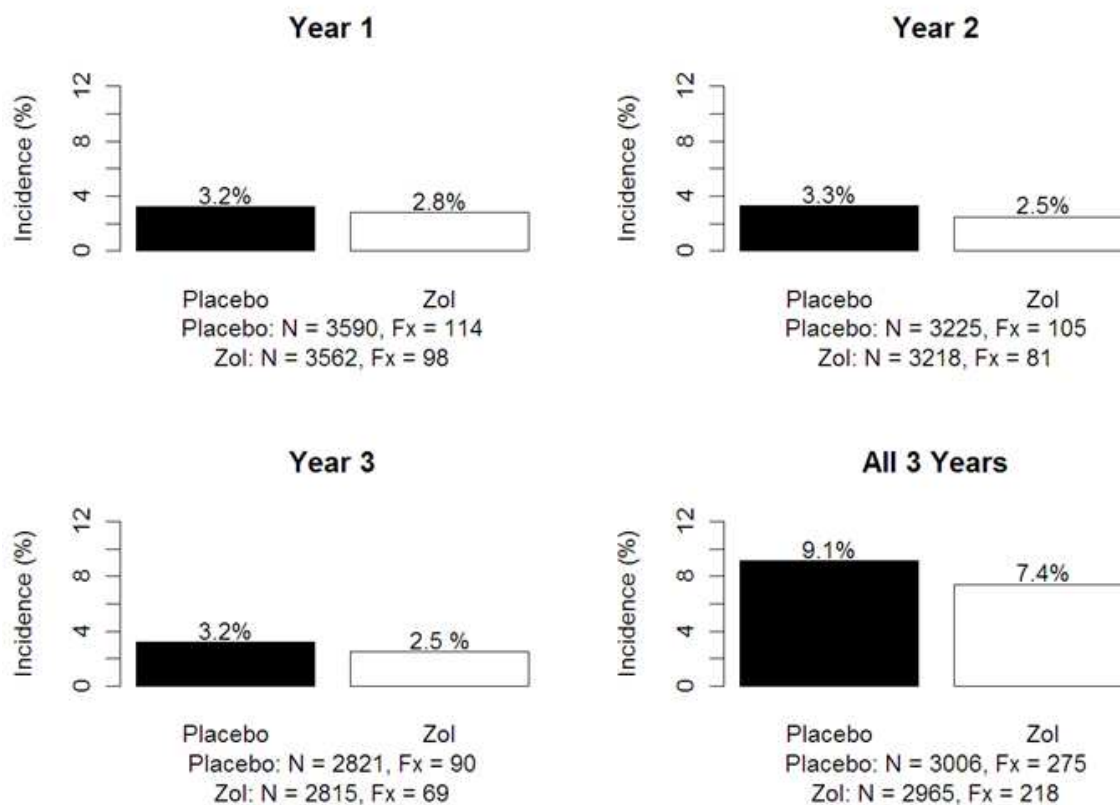 Year 1
Incidence (%)
12
8
4
0
3.2%
2.8%
Placebo Zol
Placebo: N = 3590, Fx = 114
Zol: N = 3562, Fx = 98
Year 2
Incidence (%)
12
8
4
0
3.3%
2.5%
Placebo Zol
Placebo: N = 3225, Fx = 105
Zol: N = 3218, Fx = 81
Year 3
Incidence (%)
12
8
4
0
3.2%
2.5 %
Placebo Zol
Placebo: N = 2821, Fx = 90
Zol: N = 2815, Fx = 69
All 3 Years
Incidence (%)
12
8
4
0
9.1%
7.4%
Placebo Zol
Placebo: N = 3006, Fx = 275
Zol: N = 2965, Fx = 218